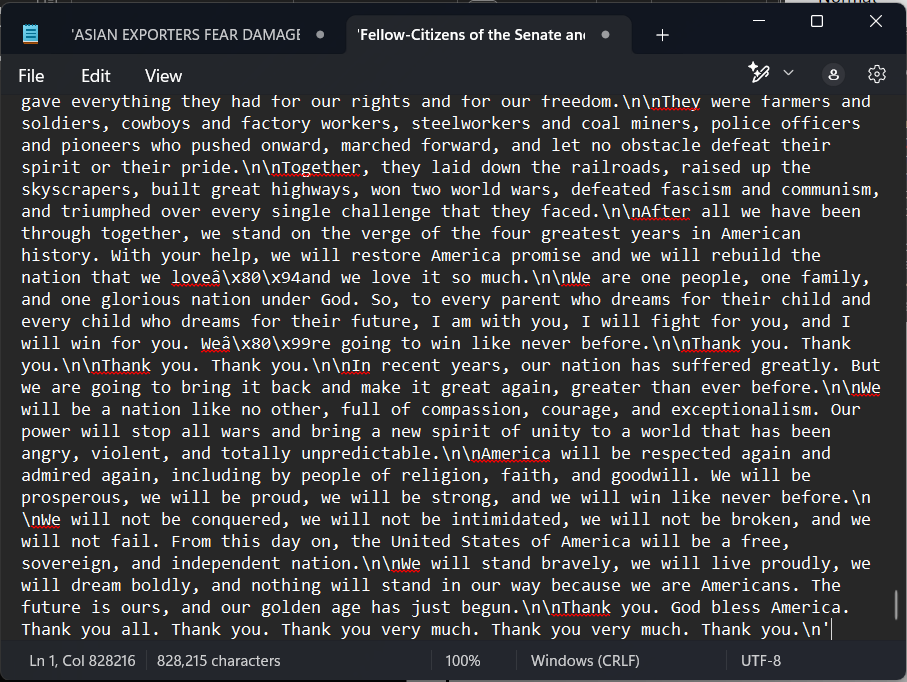 'ASIAN EXPORTERS FEAR DAMAGE
'Fellow-Citizens of the Senate an
File Edit View
gave everything they had for our rights and for our freedom.\n\nThey were farmers and
soldiers, cowboys and factory workers, steelworkers and coal miners, police officers
and pioneers who pushed onward, marched forward, and let no obstacle defeat their
spirit or their pride.\n\nTogether, they laid down the railroads, raised up the
skyscrapers, built great highways, won two world wars, defeated fascism and communism,
and triumphed over every single challenge that they faced.\n\nAfter all we have been
through together, we stand on the verge of the four greatest years in American
history. With your help, we will restore America promise and we will rebuild the
nation that we loveâ\x80\x94and we love it so much.\n\nWe are one people, one family,
and one glorious nation under God. So, to every parent who dreams for their child and
every child who dreams for their future, I am with you, I will fight for you, and I
will win for you. Weâ\x80\x99re going to win like never before.\n\nThank you. Thank
you.\n\nThank you. Thank you.\n\nIn recent years, our nation has suffered greatly. But
we are going to bring it back and make it great again, greater than ever before.\n\nWe
will be a nation like no other, full of compassion, courage, and exceptionalism. Our
power will stop all wars and bring a new spirit of unity to a world that has been
angry, violent, and totally unpredictable.\n\nAmerica will be respected again and
admired again, including by people of religion, faith, and goodwill. We will be
prosperous, we will be proud, we will be strong, and we will win like never before.\n
\nWe will not be conquered, we will not be intimidated, we will not be broken, and we
will not fail. From this day on, the United States of America will be a free,
sovereign, and independent nation.\n\nWe will stand bravely, we will live proudly, we
will dream boldly, and nothing will stand in our way because we are Americans. The
future is ours, and our golden age has just begun.\n\nThank you. God bless America.
Thank you all. Thank you. Thank you very much. Thank you very much. Thank you.\n'
Ln 1, Col 828216 828,215 characters 100% Windows (CRLF) UTF-8